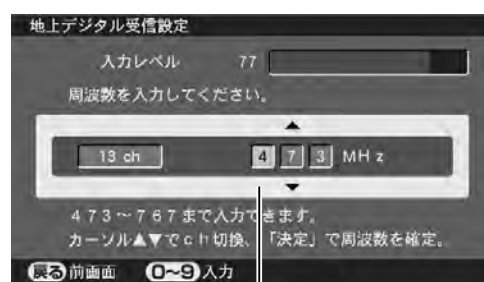 地上デジタル受信設定
入力レベル 77
周波数を入力してください。
▲
13 ch 4 7 3 MHz
▼
473～767まで入力できます。
カーソル▲▼でch切換、「決定」で周波数を確定。
戻る 前画面 0~9 入力